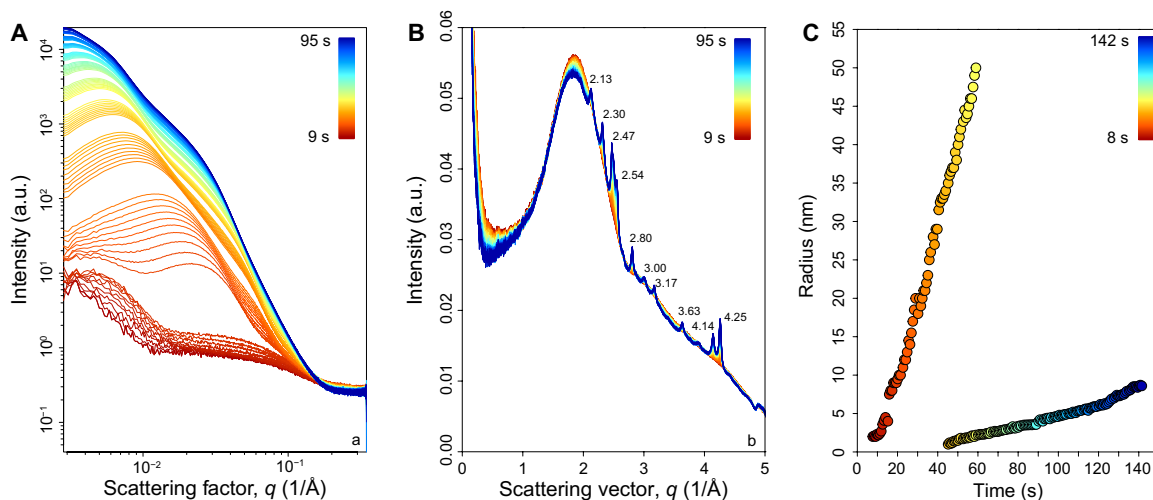 A
95 s
9 s
10⁴
10³
10²
10¹
10⁰
10⁻¹
Intensity (a.u.)
a
10⁻² 10⁻¹
Scattering factor, q (1/Å)
B
95 s
9 s
0.06
0.05
0.04
0.03
0.02
0.01
0.00
Intensity (a.u.)
2.13
2.30
2.47
2.54
2.80
3.00
3.17
3.63
4.14
4.25
b
0 1 2 3 4 5
Scattering vector, q (1/Å)
C
142 s
8 s
55
50
45
40
35
30
25
20
15
10
5
0
Radius (nm)
0 20 40 60 80 100 120 140
Time (s)